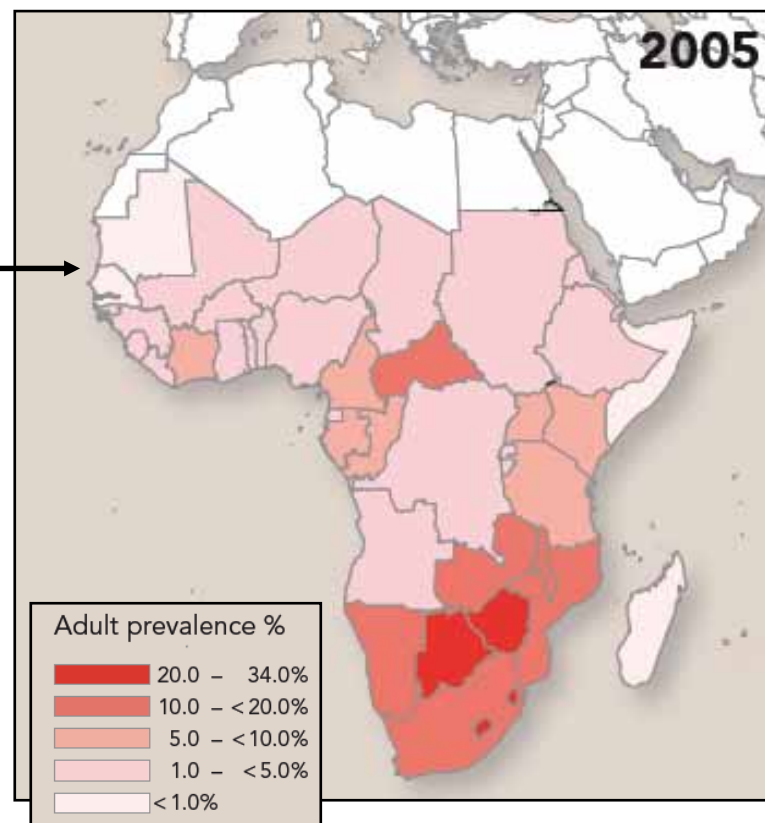 2005
Adult prevalence %
20.0 – 34.0%
10.0 – <20.0%
5.0 – <10.0%
1.0 – <5.0%
<1.0%